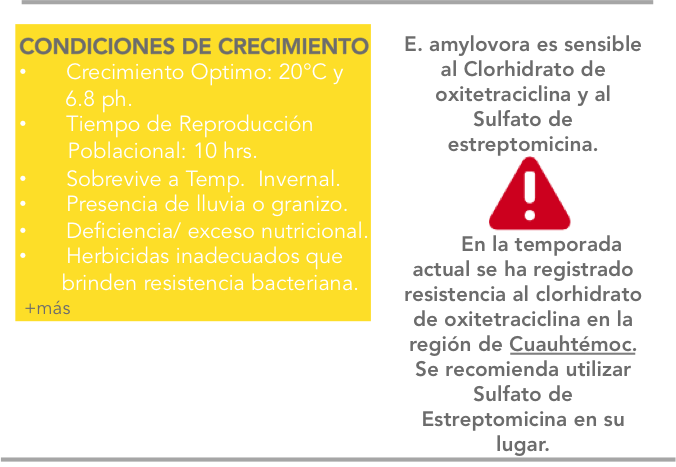 CONDICIONES DE CRECIMIENTO
• Crecimiento Optimo: 20°C y
6.8 ph.
• Tiempo de Reproducción
Poblacional: 10 hrs.
• Sobrevive a Temp. Invernal.
• Presencia de lluvia o granizo.
• Deficiencia/ exceso nutricional.
• Herbicidas inadecuados que
brinden resistencia bacteriana.
+más
E. amylovora es sensible
al Clorhidrato de
oxitetraciclina y al
Sulfato de
estreptomicina.
En la temporada
actual se ha registrado
resistencia al clorhidrato
de oxitetraciclina en la
región de Cuauhtémoc.
Se recomienda utilizar
Sulfato de
Estreptomicina en su
lugar.